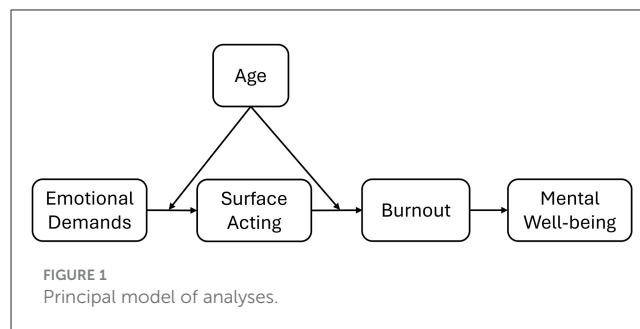 Age
Emotional
Demands
Surface
Acting
Burnout
Mental
Well-being
FIGURE 1
Principal model of analyses.